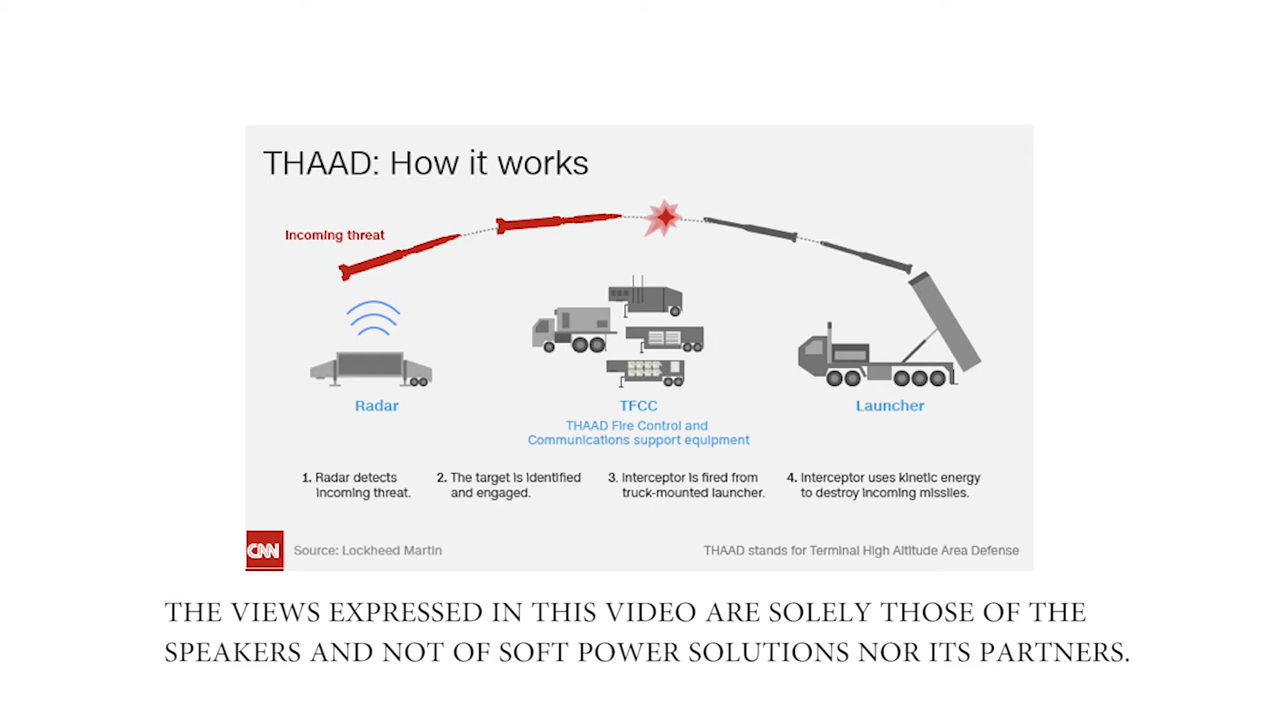 THAAD: How it works
Incoming threat
Radar
TFCC
THAAD Fire Control and
Communications support equipment
Launcher
1. Radar detects
incoming threat.
2. The target is identified
and engaged.
3. Interceptor is fired from
truck-mounted launcher.
4. Interceptor uses kinetic energy
to destroy incoming missiles.
CNN
Source: Lockheed Martin
THAAD stands for Terminal High Altitude Area Defense
THE VIEWS EXPRESSED IN THIS VIDEO ARE SOLELY THOSE OF THE
SPEAKERS AND NOT OF SOFT POWER SOLUTIONS NOR ITS PARTNERS.